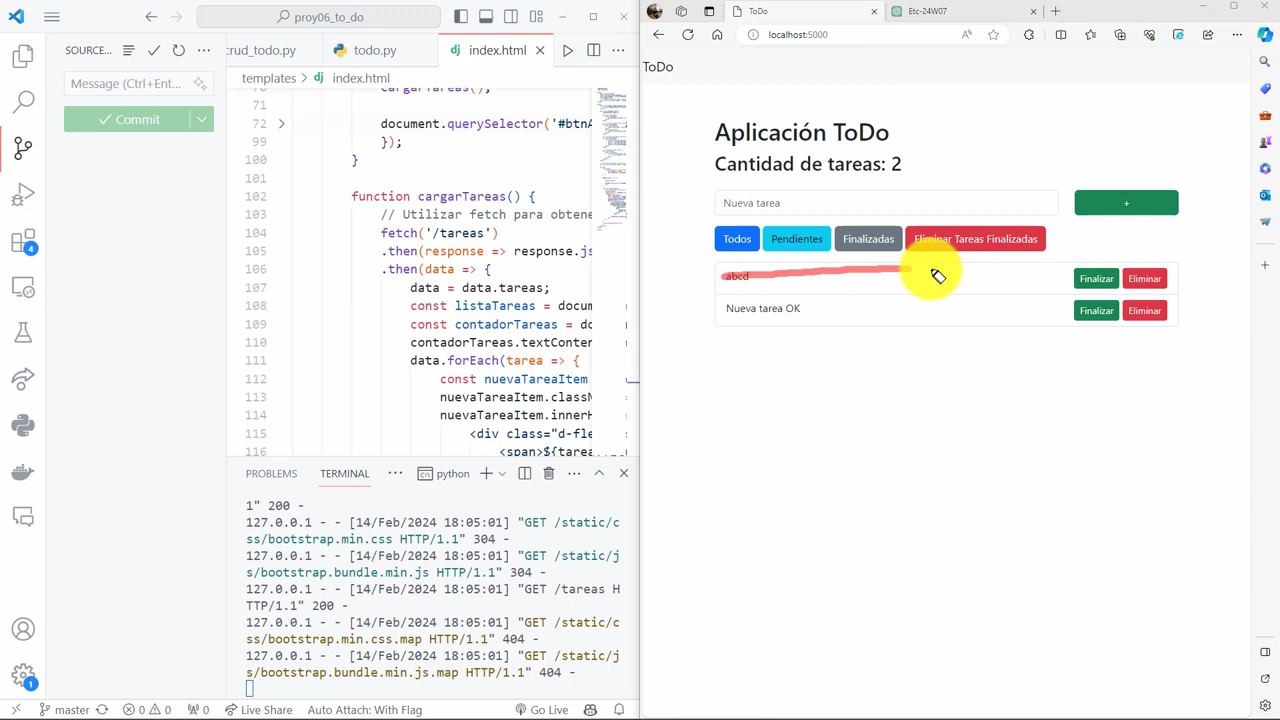 proy06_to_do
SOURCE...
Message (Ctrl+Ent...
Commit
crud_todo.py
todo.py
index.html
templates > index.html
cargarTareas();
71
72 document.querySelector('#btnA
99 });
100 }
101
102 function cargarTareas() {
103 // Utilizar fetch para obtene
104 fetch('/tareas')
105 .then(response => response.js
106 .then(data => {
107 data = data.tareas;
108 const listaTareas = docum
109 const contadorTareas = do
110 contadorTareas.textConten
111 data.forEach(tarea => {
112 const nuevaTareaItem
113 nuevaTareaItem.classN
114 nuevaTareaItem.innerH
115 <div class="d-fle
116 <span>${tarea
PROBLEMS TERMINAL ... python
1" 200 -
127.0.0.1 - - [14/Feb/2024 18:05:01] "GET /static/c
ss/bootstrap.min.css HTTP/1.1" 304 -
127.0.0.1 - - [14/Feb/2024 18:05:01] "GET /static/j
s/bootstrap.bundle.min.js HTTP/1.1" 304 -
127.0.0.1 - - [14/Feb/2024 18:05:01] "GET /tareas H
TTP/1.1" 200 -
127.0.0.1 - - [14/Feb/2024 18:05:01] "GET /static/c
ss/bootstrap.min.css.map HTTP/1.1" 404 -
127.0.0.1 - - [14/Feb/2024 18:05:01] "GET /static/j
s/bootstrap.bundle.min.js.map HTTP/1.1" 404 -
4
1
master 0 0 0 Live Share Auto Attach: With Flag Go Live
ToDo
Etc-24W07
localhost:5000
ToDo
Aplicación ToDo
Cantidad de tareas: 2
Nueva tarea
+
Todos Pendientes Finalizadas Eliminar Tareas Finalizadas
abcd Finalizar Eliminar
Nueva tarea OK Finalizar Eliminar